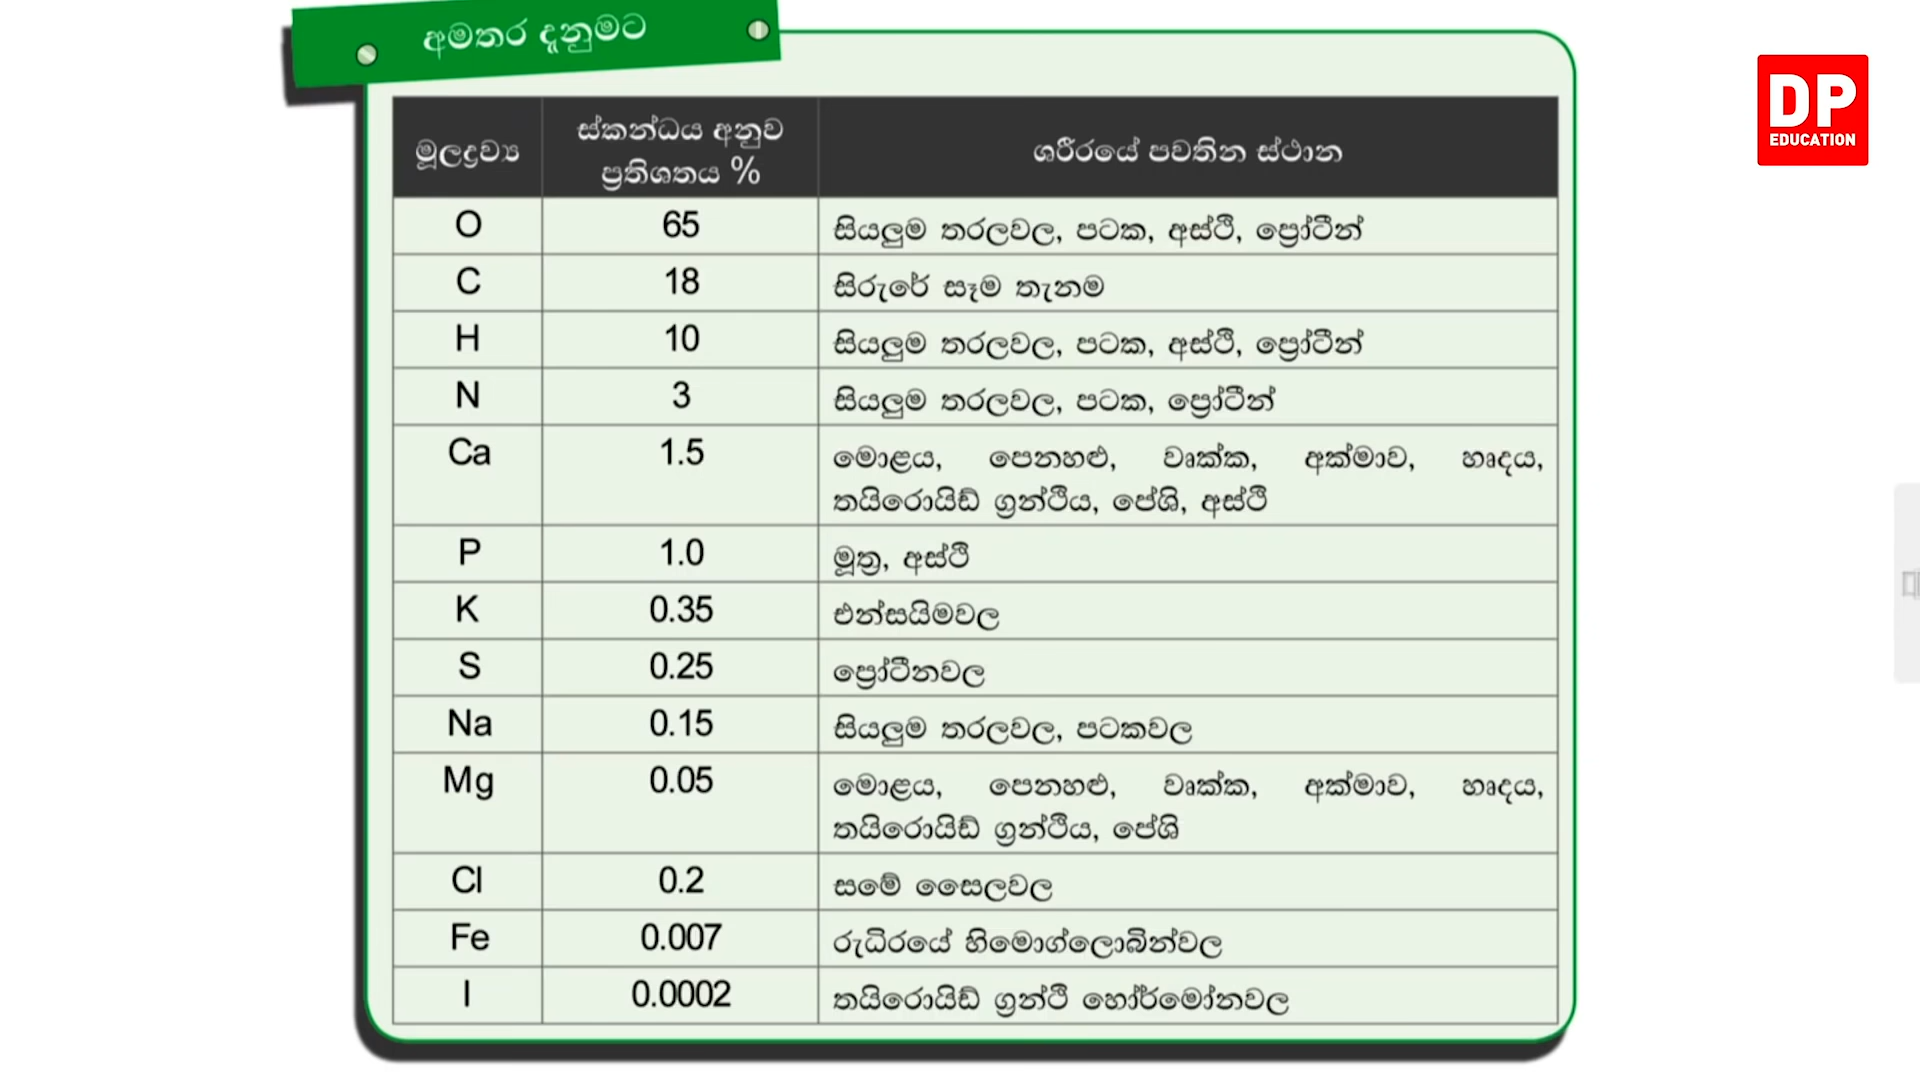 අමතර දැනුමට
DP
EDUCATION
මූලද්‍රව්‍ය
ස්කන්ධය අනුව
ප්‍රතිශතය %
ශරීරයේ පවතින ස්ථාන
O 65 සියලුම තරලවල, පටක, අස්ථි, ප්‍රෝටීන්
C 18 සිරුරේ සෑම තැනම
H 10 සියලුම තරලවල, පටක, අස්ථි, ප්‍රෝටීන්
N 3 සියලුම තරලවල, පටක, ප්‍රෝටීන්
Ca 1.5 මොළය, පෙනහළු, වෘක්ක, අක්මාව, හෘදය,
තයිරොයිඩ් ග්‍රන්ථිය, පේශි, අස්ථි
P 1.0 මූත්‍ර, අස්ථි
K 0.35 එන්සයිමවල
S 0.25 ප්‍රෝටීනවල
Na 0.15 සියලුම තරලවල, පටකවල
Mg 0.05 මොළය, පෙනහළු, වෘක්ක, අක්මාව, හෘදය,
තයිරොයිඩ් ග්‍රන්ථිය, පේශි
Cl 0.2 සමේ සෛලවල
Fe 0.007 රුධිරයේ හිමොග්ලොබින්වල
I 0.0002 තයිරොයිඩ් ග්‍රන්ථි හෝර්මෝනවල